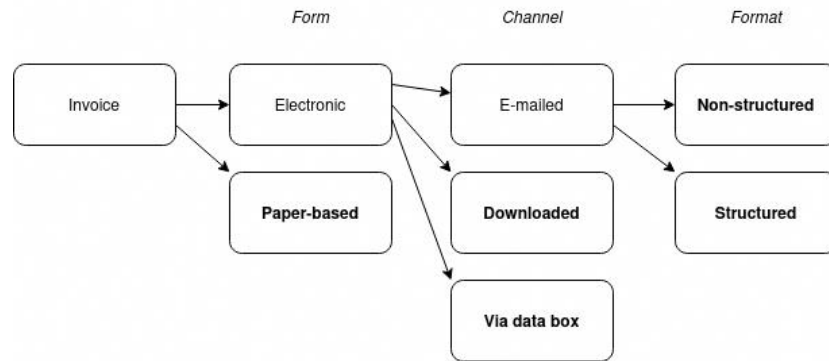 Form
Channel
Format
Invoice
Electronic
E-mailed
Non-structured
Paper-based
Downloaded
Structured
Via data box